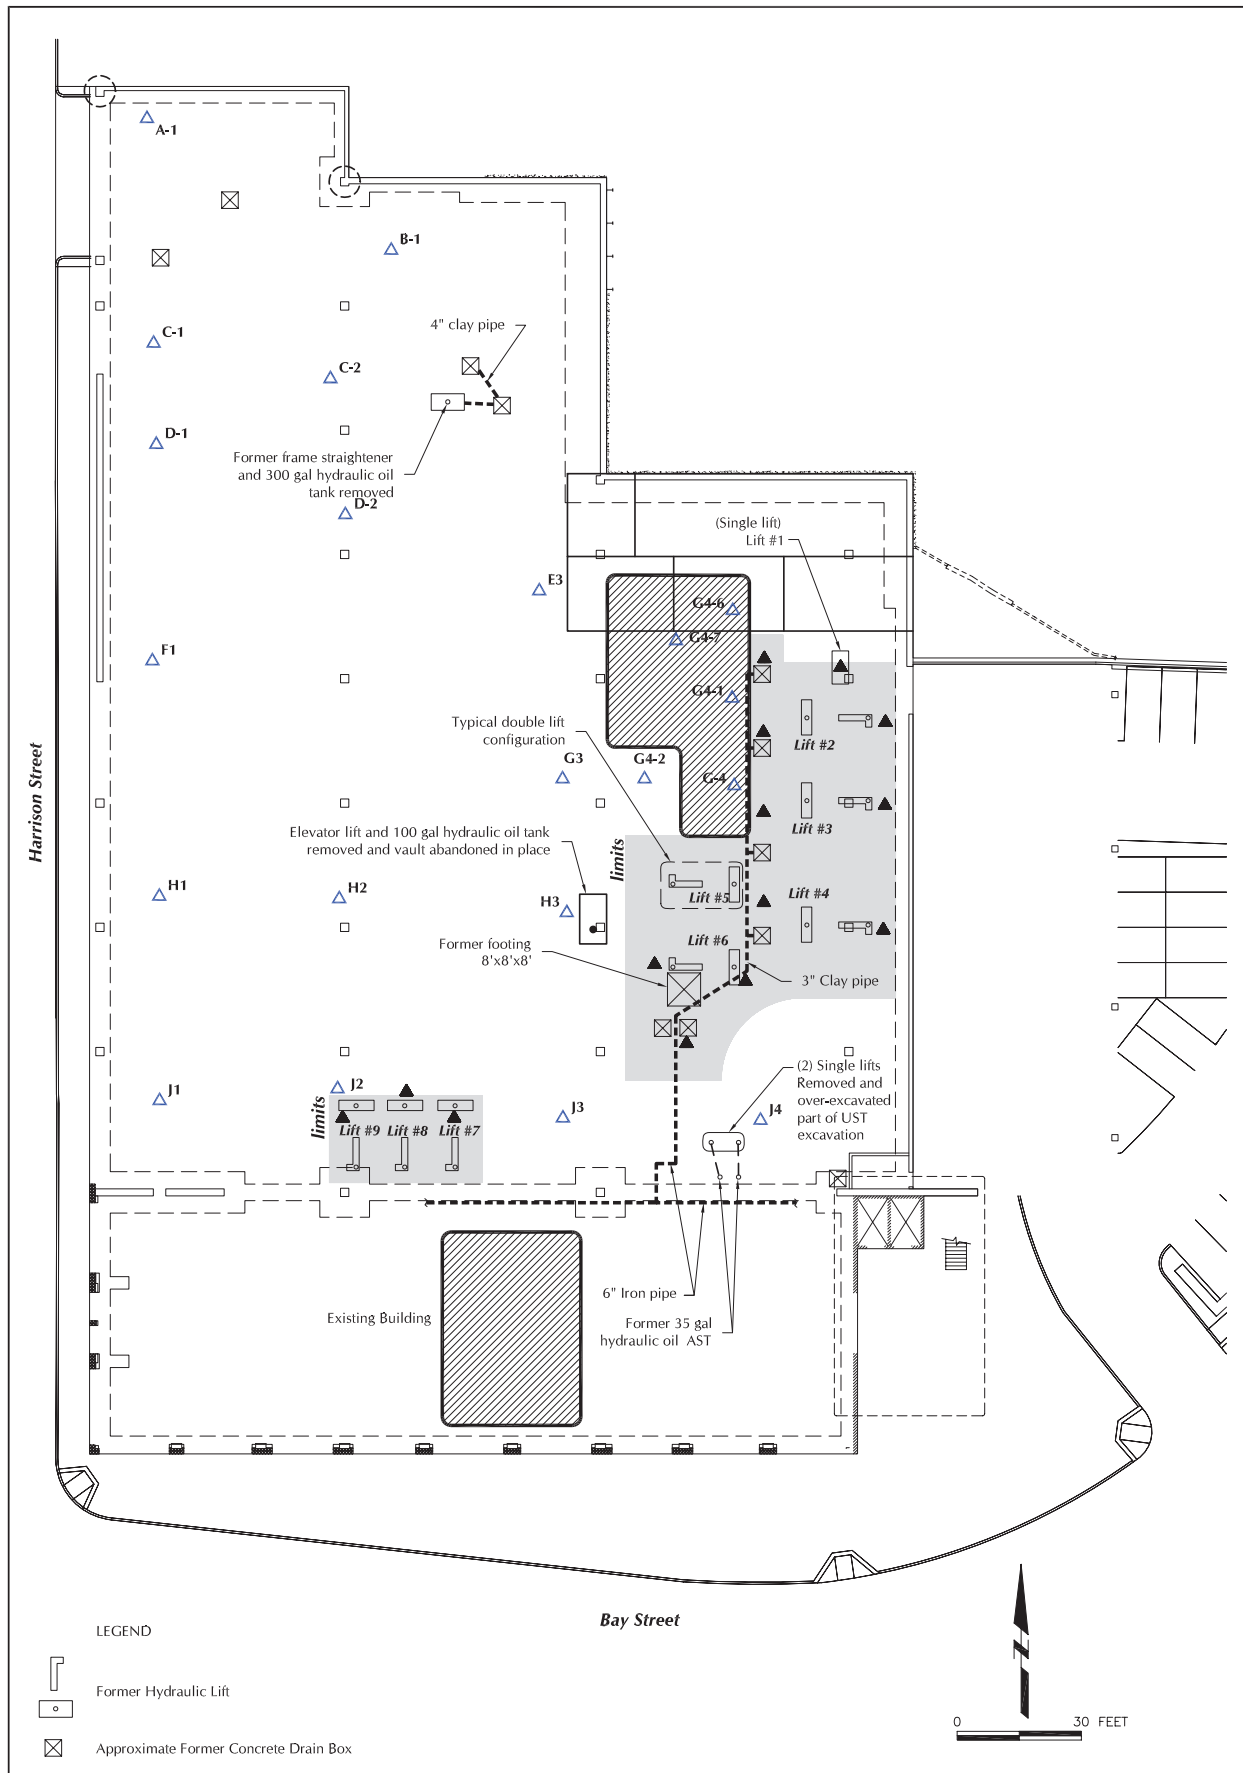 A-1
B-1
C-1
4" clay pipe
C-2
D-1
Former frame straightener
and 300 gal hydraulic oil
tank removed
D-2
(Single lift)
Lift #1
E3
G4-6
G4-7
F1
G4-1
Typical double lift
configuration
Lift #2
G3
G4-2
G-4
Harrison Street
Elevator lift and 100 gal hydraulic oil tank
removed and vault abandoned in place
limits
Lift #3
H1
H2
H3
Lift #5
Lift #4
Former footing
8'x8'x8'
Lift #6
3" Clay pipe
(2) Single lifts
Removed and
over-excavated
part of UST
excavation
J1
J2
J3
J4
limits
Lift #9
Lift #8
Lift #7
6" Iron pipe
Existing Building
Former 35 gal
hydraulic oil AST
Bay Street
LEGEND
Former Hydraulic Lift
Approximate Former Concrete Drain Box
N
0 30 FEET